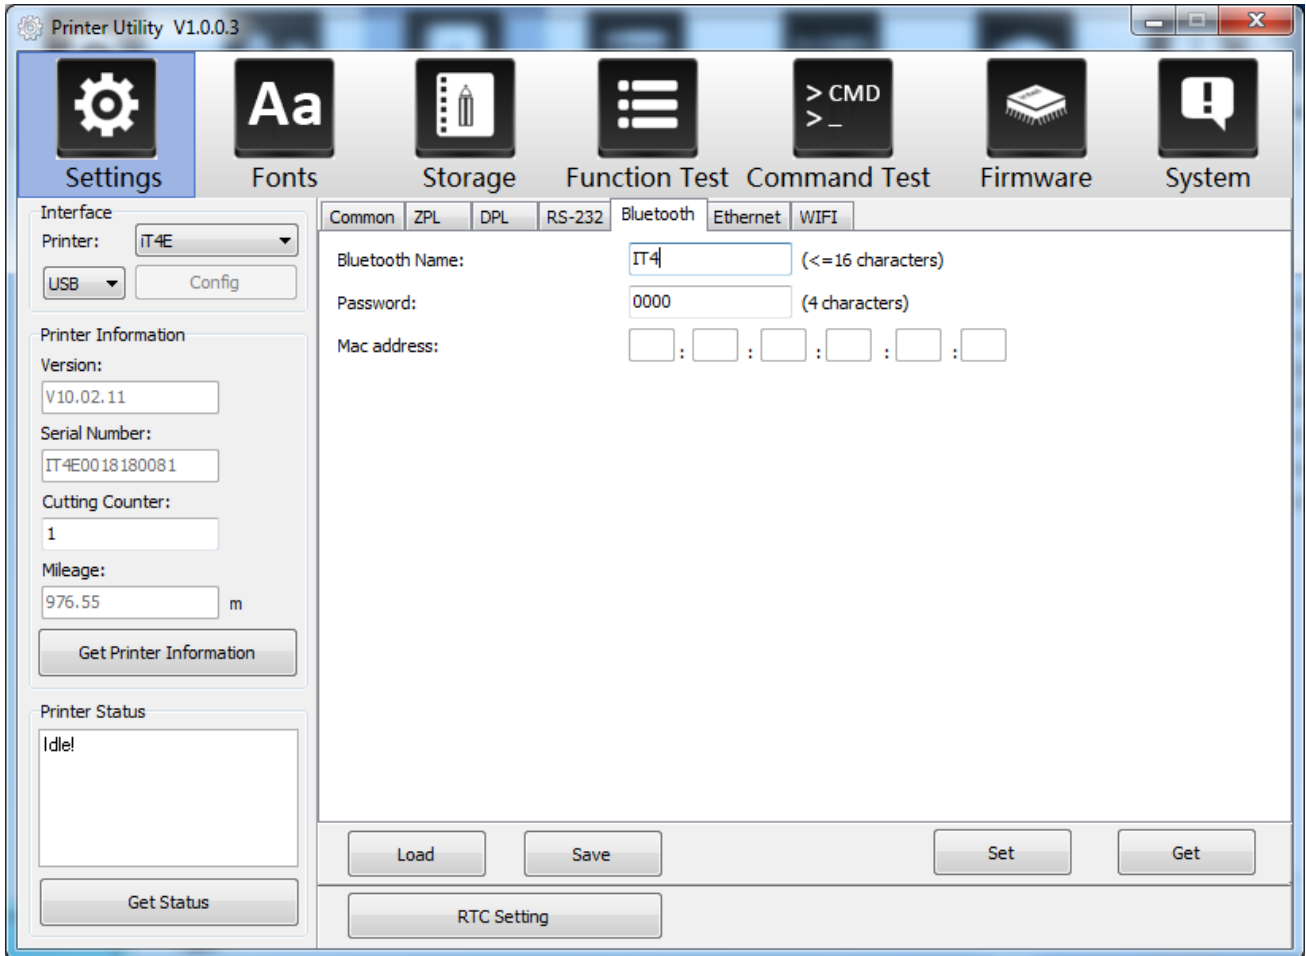 Printer Utility V1.0.0.3
Aa
> CMD
>_
Settings
Fonts
Storage
Function Test
Command Test
Firmware
System
Interface
Printer: iT4E
USB Config
Printer Information
Version:
V10.02.11
Serial Number:
IT4E0018180081
Cutting Counter:
1
Mileage:
976.55 m
Get Printer Information
Printer Status
Idle!
Get Status
Common ZPL DPL RS-232 Bluetooth Ethernet WIFI
Bluetooth Name: IT4 (<=16 characters)
Password: 0000 (4 characters)
Mac address: : : : : :
Load Save Set Get
RTC Setting